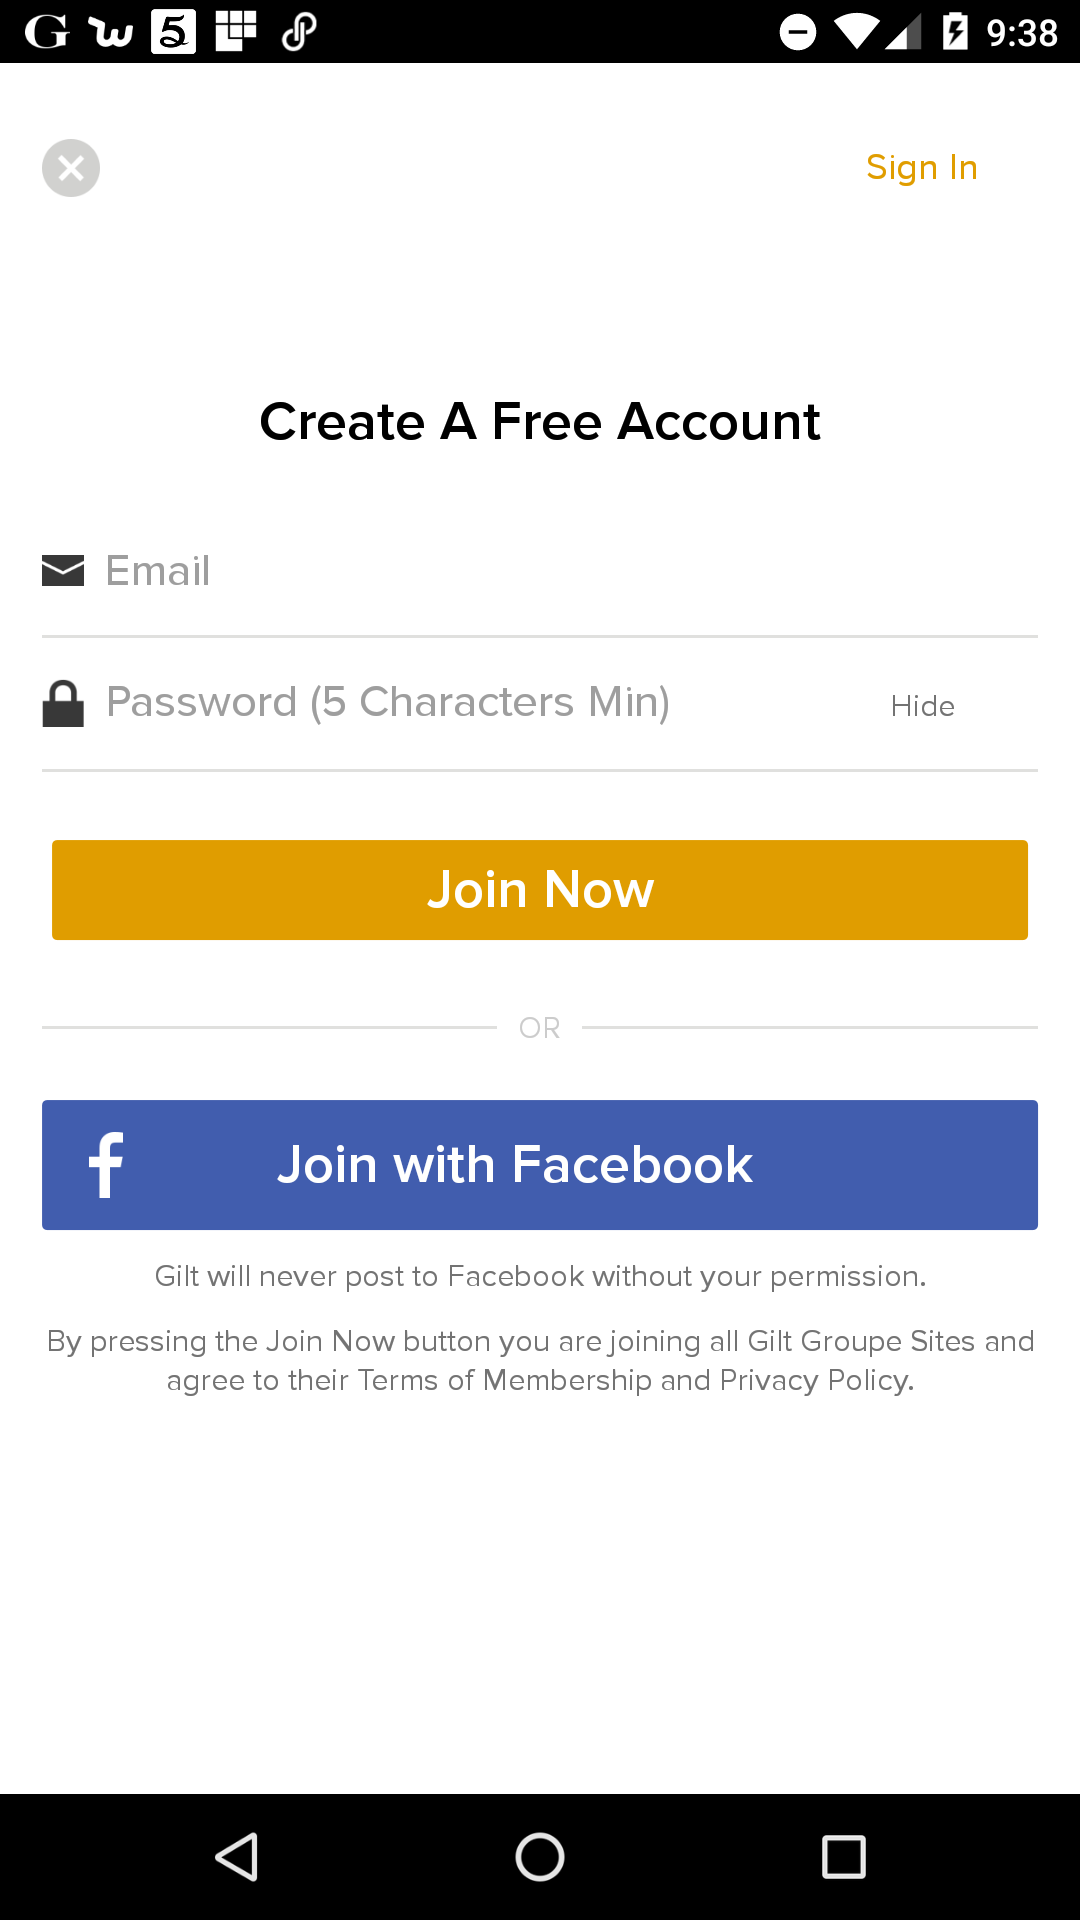 9:38
Sign In
Create A Free Account
Email
Password (5 Characters Min)
Hide
Join Now
OR
Join with Facebook
Gilt will never post to Facebook without your permission.
By pressing the Join Now button you are joining all Gilt Groupe Sites and
agree to their Terms of Membership and Privacy Policy.